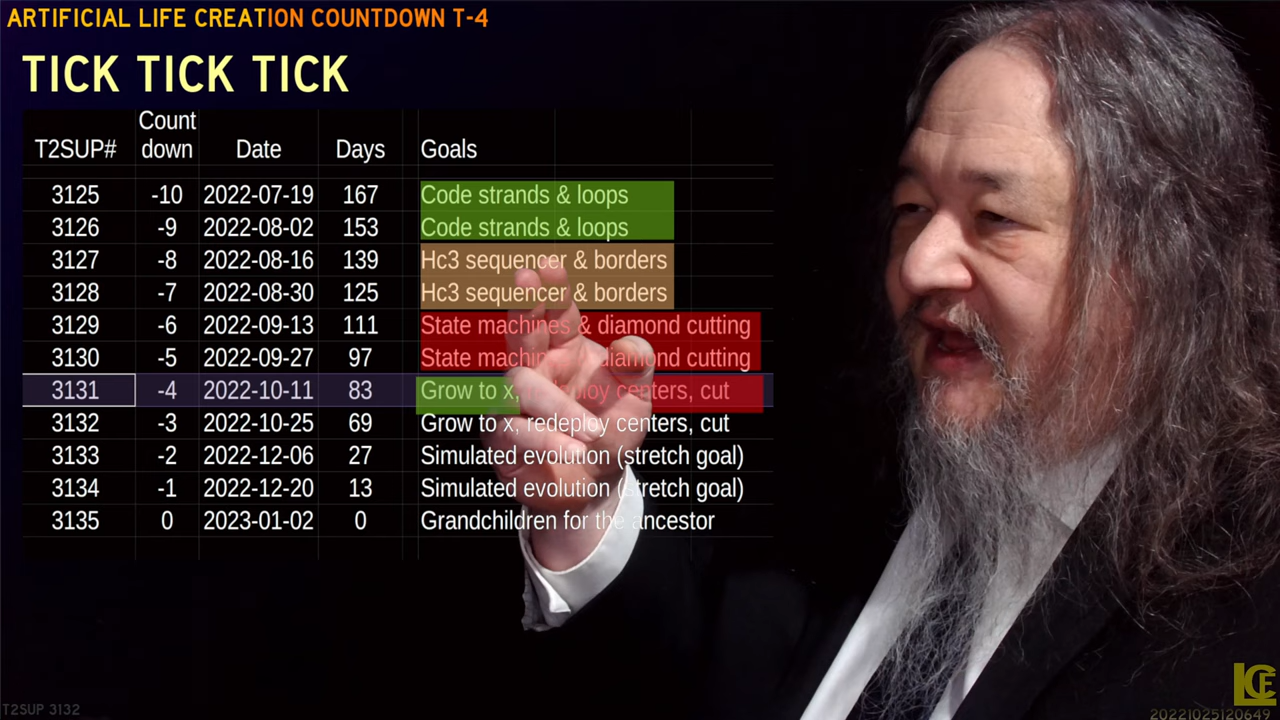 ARTIFICIAL LIFE CREATION COUNTDOWN T-4
TICK TICK TICK
T2SUP# Count down Date Days Goals
3125 -10 2022-07-19 167 Code strands & loops
3126 -9 2022-08-02 153 Code strands & loops
3127 -8 2022-08-16 139 Hc3 sequencer & borders
3128 -7 2022-08-30 125 Hc3 sequencer & borders
3129 -6 2022-09-13 111 State machines & diamond cutting
3130 -5 2022-09-27 97 State machines & diamond cutting
3131 -4 2022-10-11 83 Grow to x, redeploy centers, cut
3132 -3 2022-10-25 69 Grow to x, redeploy centers, cut
3133 -2 2022-12-06 27 Simulated evolution (stretch goal)
3134 -1 2022-12-20 13 Simulated evolution (stretch goal)
3135 0 2023-01-02 0 Grandchildren for the ancestor
T2SUP 3132
20221025120649